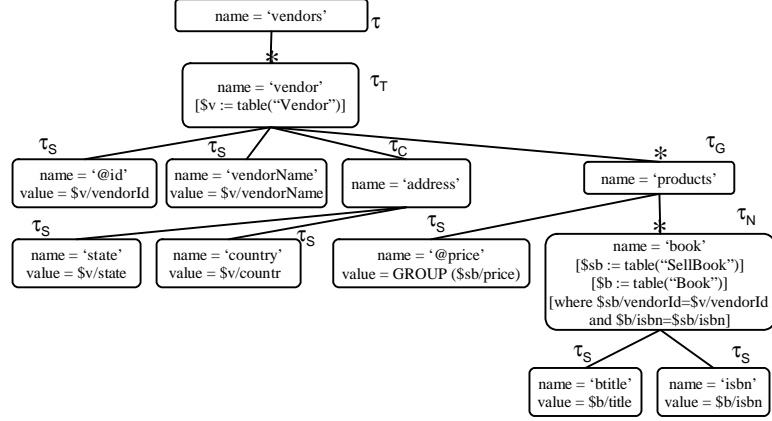 name = ‘vendors’ τ
*
name = ‘vendor’ τT
[$v := table(“Vendor”)]
τS τS τC * τG
name = ‘@id’
value = $v/vendorId
name = ‘vendorName’
value = $v/vendorName
name = ‘address’
name = ‘products’
τS τS τS * τN
name = ‘state’
value = $v/state
name = ‘country’
value = $v/countr
name = ‘@price’
value = GROUP ($sb/price)
name = ‘book’
[$sb := table(“SellBook”)]
[$b := table(“Book”)]
[where $sb/vendorId=$v/vendorId
and $b/isbn=$sb/isbn]
τS τS
name = ‘btitle’
value = $b/title
name = ‘isbn’
value = $b/isbn